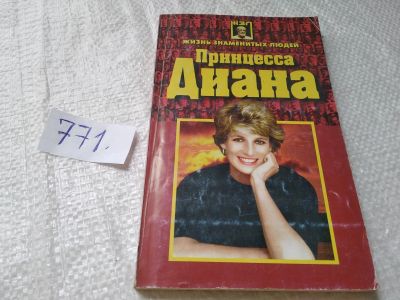 ЖЗЛ
ЖИЗНЬ ЗНАМЕНИТЫХ ЛЮДЕЙ
Принцесса
Диана
771.